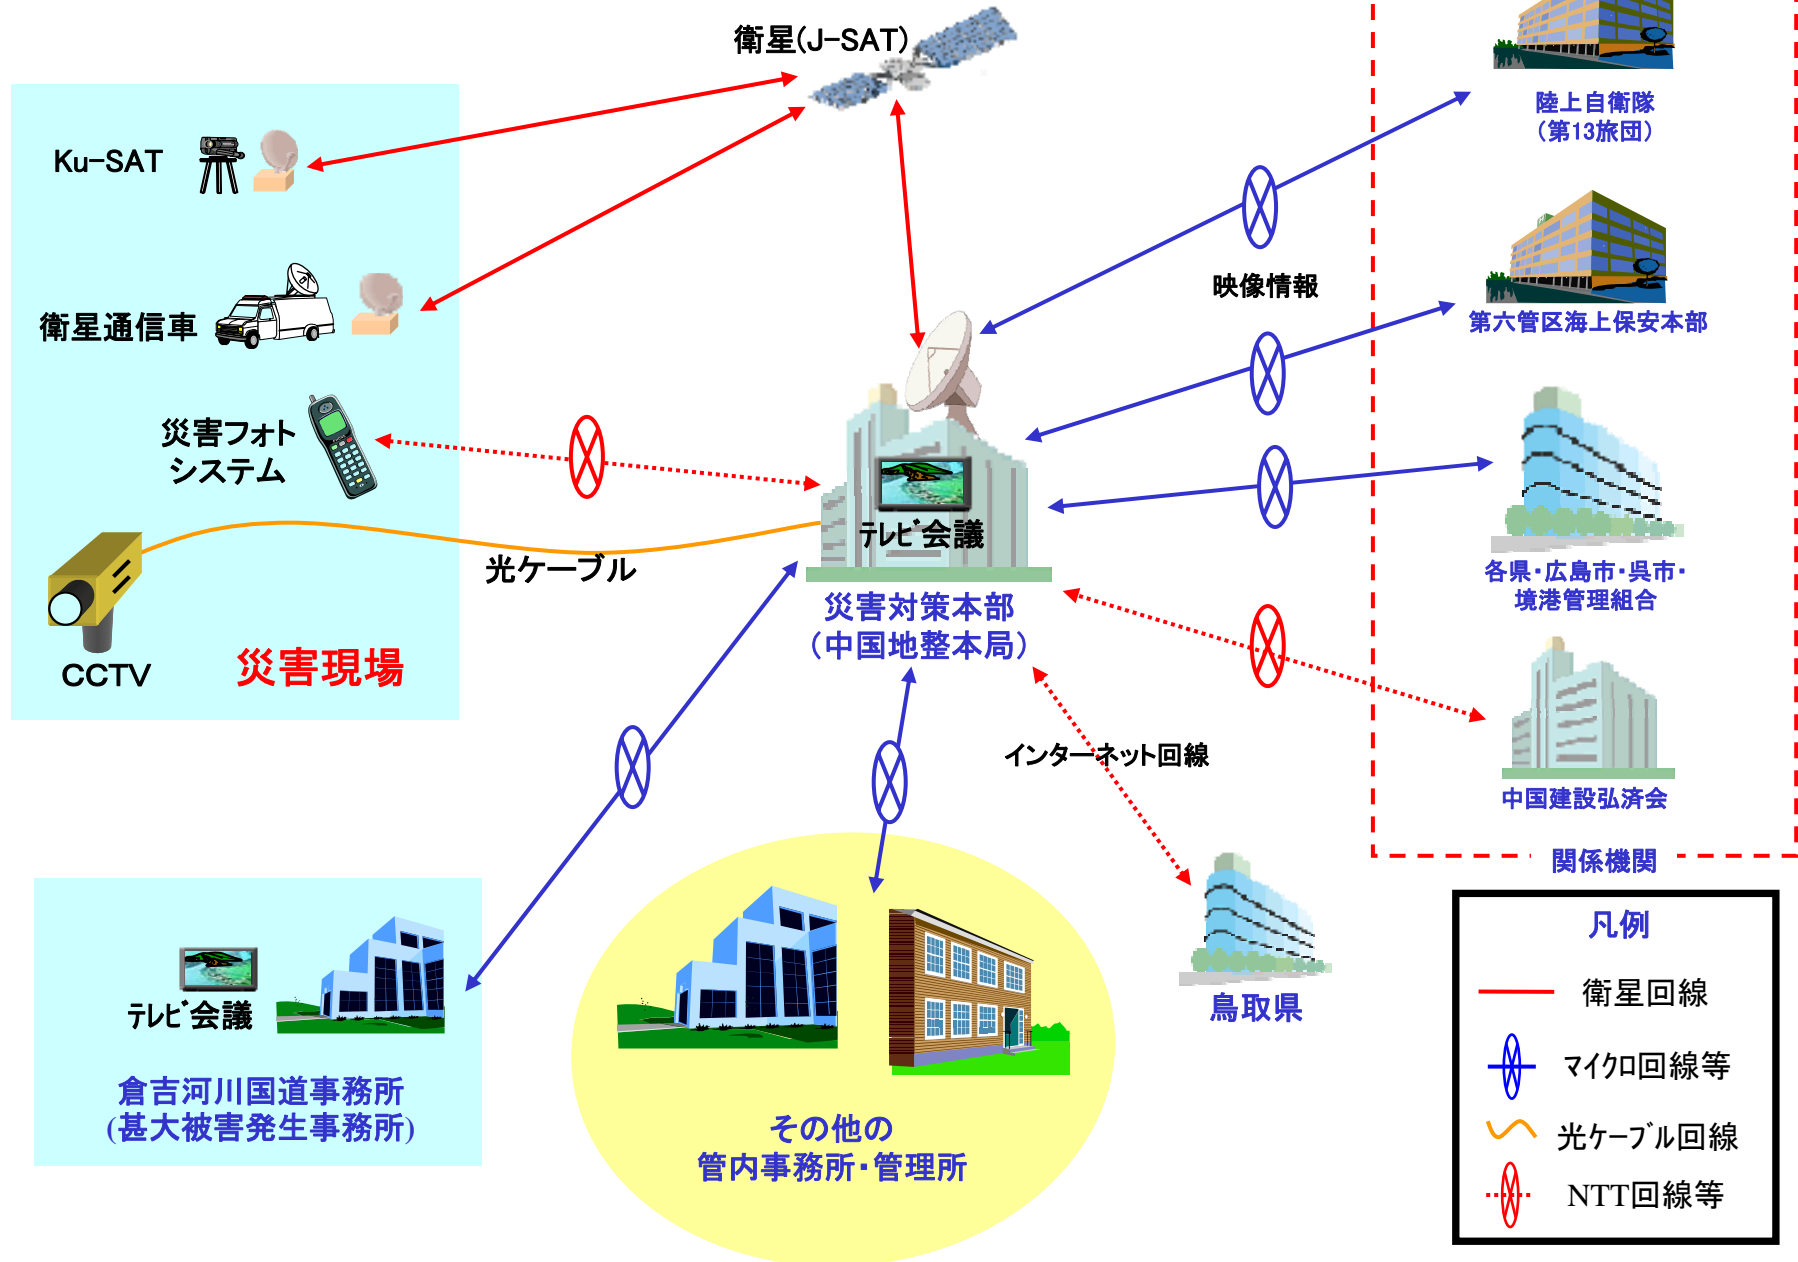 衛星(J-SAT)
Ku-SAT
衛星通信車
災害フォト
システム
光ケーブル
CCTV
災害現場
テレビ会議
災害対策本部
(中国地整本局)
映像情報
陸上自衛隊
(第13旅団)
第六管区海上保安本部
各県・広島市・呉市・
境港管理組合
中国建設弘済会
関係機関
インターネット回線
鳥取県
テレビ会議
倉吉河川国道事務所
(甚大被害発生事務所)
その他の
管内事務所・管理所
凡例
衛星回線
マイクロ回線等
光ケーブル回線
NTT回線等